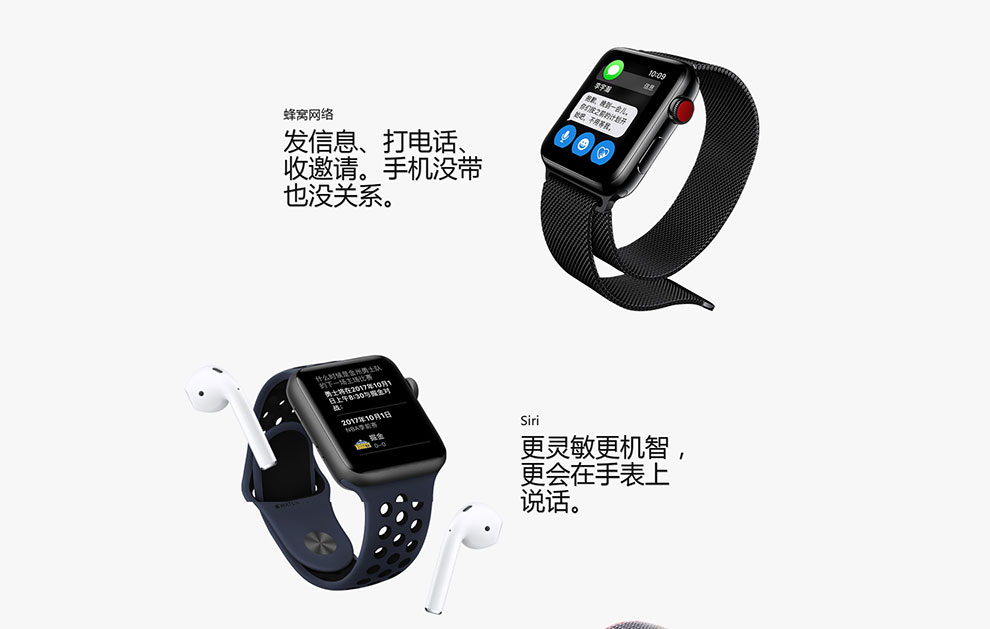 蜂窝网络
发信息、打电话、
收邀请。手机没带
也没关系。
10:09
信息
抱歉，晚到一会儿。
你们按之前的计划开
始吧，不用等我。
什么时候是金州勇士队
的下一场主场比赛
勇士将在2017年10月1
日上午8:30与掘金对
战：
2017年10月1日
NBA季前赛
掘金
0--0
Siri
更灵敏更机智，
更会在手表上
说话。